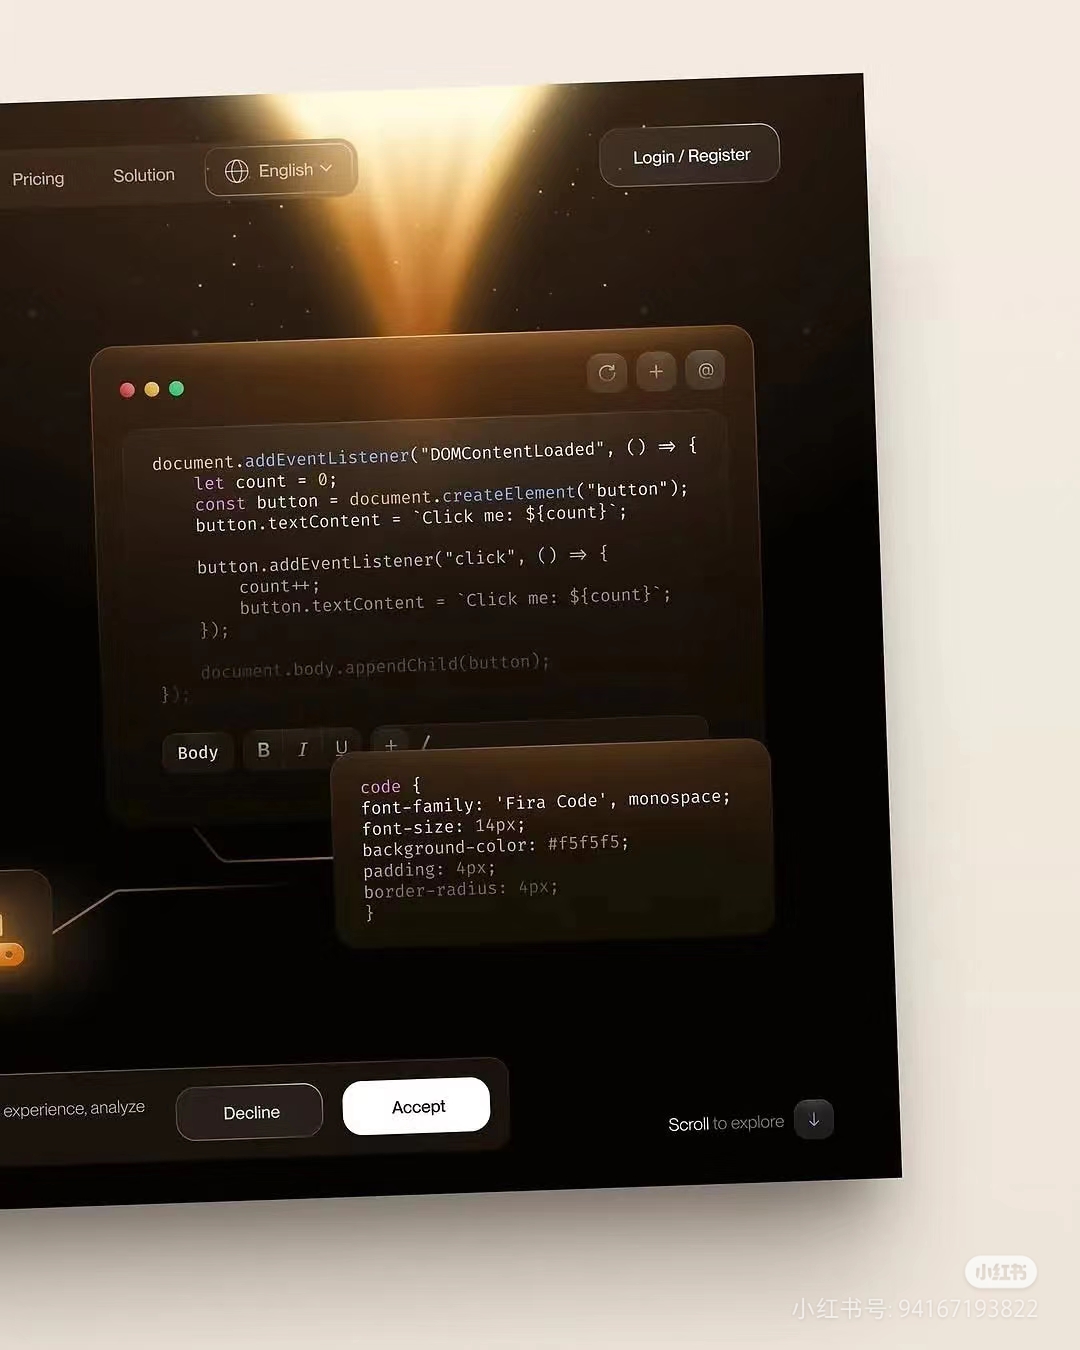 Pricing
Solution
English
Login / Register
@
document.addEventListener("DOMContentLoaded", () => {
let count = 0;
const button = document.createElement("button");
button.textContent = `Click me: ${count}`;
button.addEventListener("click", () => {
count++;
button.textContent = `Click me: ${count}`;
});
document.body.appendChild(button);
});
Body
B
I
U
+
/
code {
font-family: 'Fira Code', monospace;
font-size: 14px;
background-color: #f5f5f5;
padding: 4px;
border-radius: 4px;
}
experience, analyze
Decline
Accept
Scroll to explore
小红书
小红书号: 94167193822